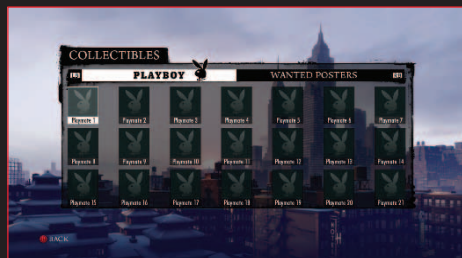 COLLECTIBLES
PLAYBOY WANTED POSTERS
Playmate 1 Playmate 2 Playmate 3 Playmate 4 Playmate 5 Playmate 6 Playmate 7
Playmate 8 Playmate 9 Playmate 10 Playmate 11 Playmate 12 Playmate 13 Playmate 14
Playmate 15 Playmate 16 Playmate 17 Playmate 18 Playmate 19 Playmate 20 Playmate 21
BACK